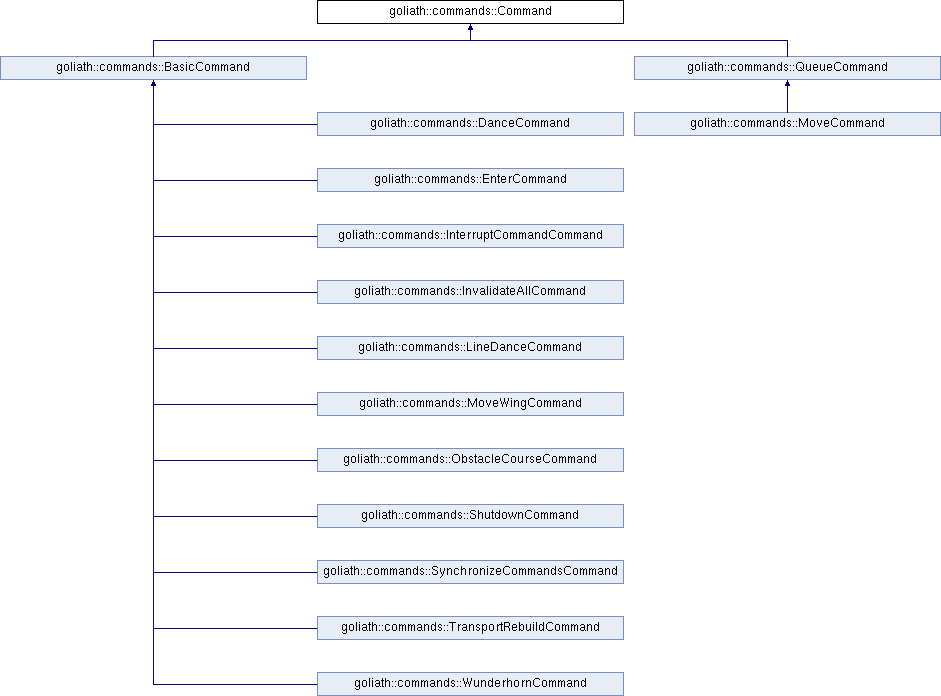 goliath::commands::Command
goliath::commands::BasicCommand
goliath::commands::QueueCommand
goliath::commands::DanceCommand
goliath::commands::MoveCommand
goliath::commands::EnterCommand
goliath::commands::InterruptCommandCommand
goliath::commands::InvalidateAllCommand
goliath::commands::LineDanceCommand
goliath::commands::MoveWingCommand
goliath::commands::ObstacleCourseCommand
goliath::commands::ShutdownCommand
goliath::commands::SynchronizeCommandsCommand
goliath::commands::TransportRebuildCommand
goliath::commands::WunderhornCommand